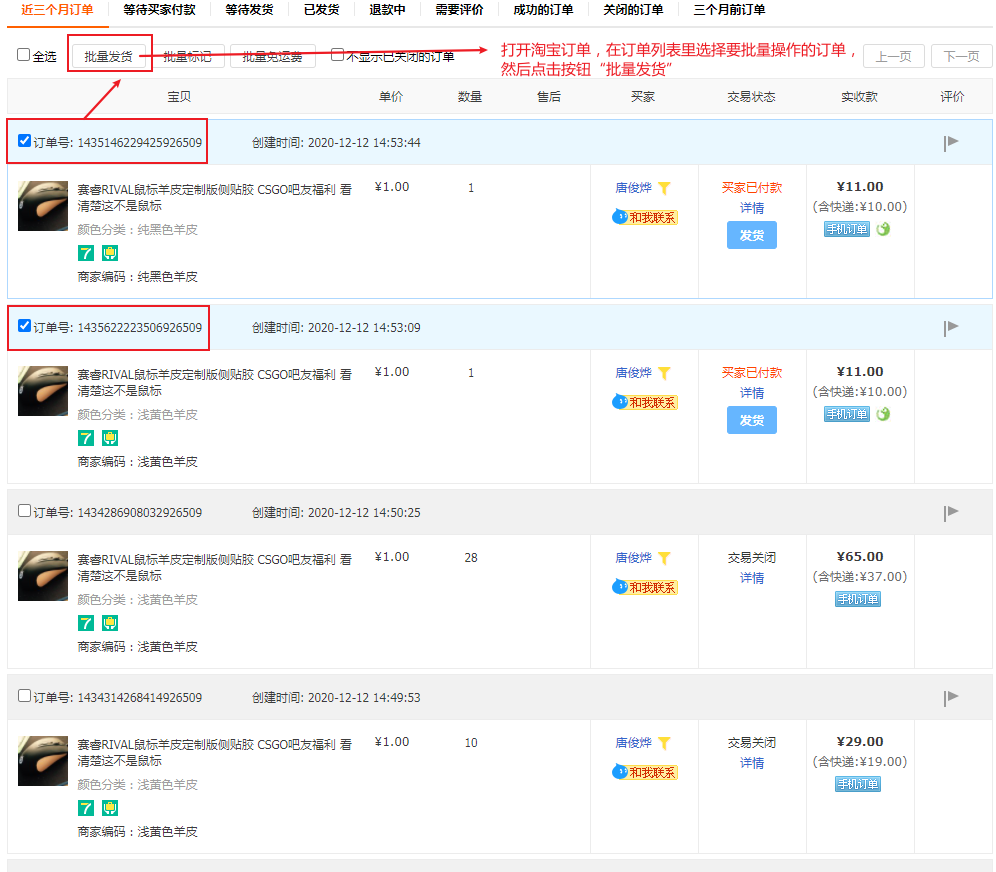 近三个月订单 等待买家付款 等待发货 已发货 退款中 需要评价 成功的订单 关闭的订单 三个月前订单
全选 批量发货 批量标记 批量免运费 不显示已关闭的订单 上一页 下一页
打开淘宝订单，在订单列表里选择要批量操作的订单，
然后点击按钮“批量发货”
宝贝 单价 数量 售后 买家 交易状态 实收款 评价
订单号: 1435146229425926509 创建时间: 2020-12-12 14:53:44
赛睿RIVAL鼠标羊皮定制版侧贴胶 CSGO吧友福利 看 ¥1.00 1 唐俊烨 买家已付款 ¥11.00
清楚这不是鼠标 详情 (含快递:¥10.00)
颜色分类：纯黑色羊皮 和我联系 发货 手机订单
7
商家编码：纯黑色羊皮
订单号: 1435622223506926509 创建时间: 2020-12-12 14:53:09
赛睿RIVAL鼠标羊皮定制版侧贴胶 CSGO吧友福利 看 ¥1.00 1 唐俊烨 买家已付款 ¥11.00
清楚这不是鼠标 详情 (含快递:¥10.00)
颜色分类：浅黄色羊皮 和我联系 发货 手机订单
7
商家编码：浅黄色羊皮
订单号: 1434286908032926509 创建时间: 2020-12-12 14:50:25
赛睿RIVAL鼠标羊皮定制版侧贴胶 CSGO吧友福利 看 ¥1.00 28 唐俊烨 交易关闭 ¥65.00
清楚这不是鼠标 详情 (含快递:¥37.00)
颜色分类：浅黄色羊皮 和我联系 手机订单
7
商家编码：浅黄色羊皮
订单号: 1434314268414926509 创建时间: 2020-12-12 14:49:53
赛睿RIVAL鼠标羊皮定制版侧贴胶 CSGO吧友福利 看 ¥1.00 10 唐俊烨 交易关闭 ¥29.00
清楚这不是鼠标 详情 (含快递:¥19.00)
颜色分类：浅黄色羊皮 和我联系 手机订单
7
商家编码：浅黄色羊皮